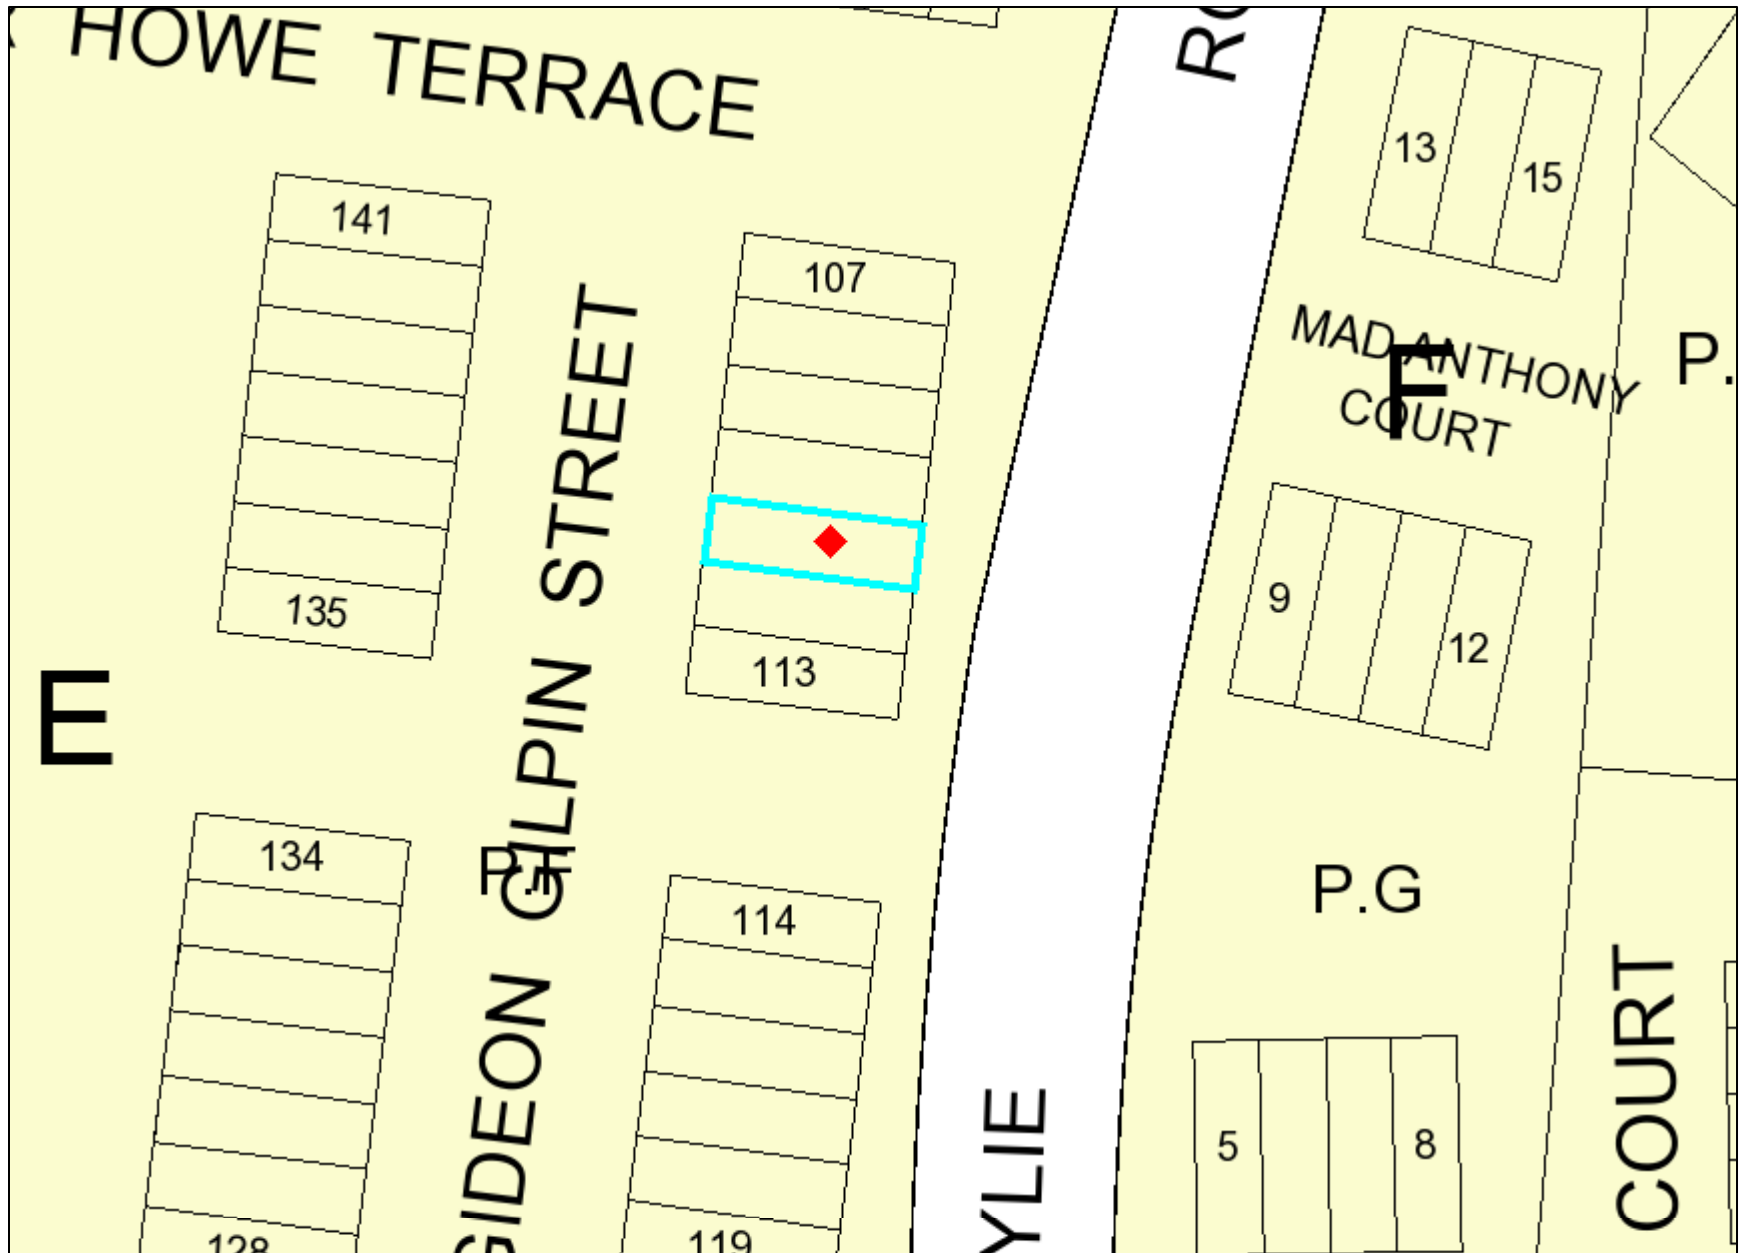 HOWE TERRACE
RO
13
15
141
107
MAD ANTHONY
COURT
F
P.
GIDEON GILPIN STREET
135
9
12
113
E
134
P.F
114
P.G
COURT
5
8
YLIE
128
119